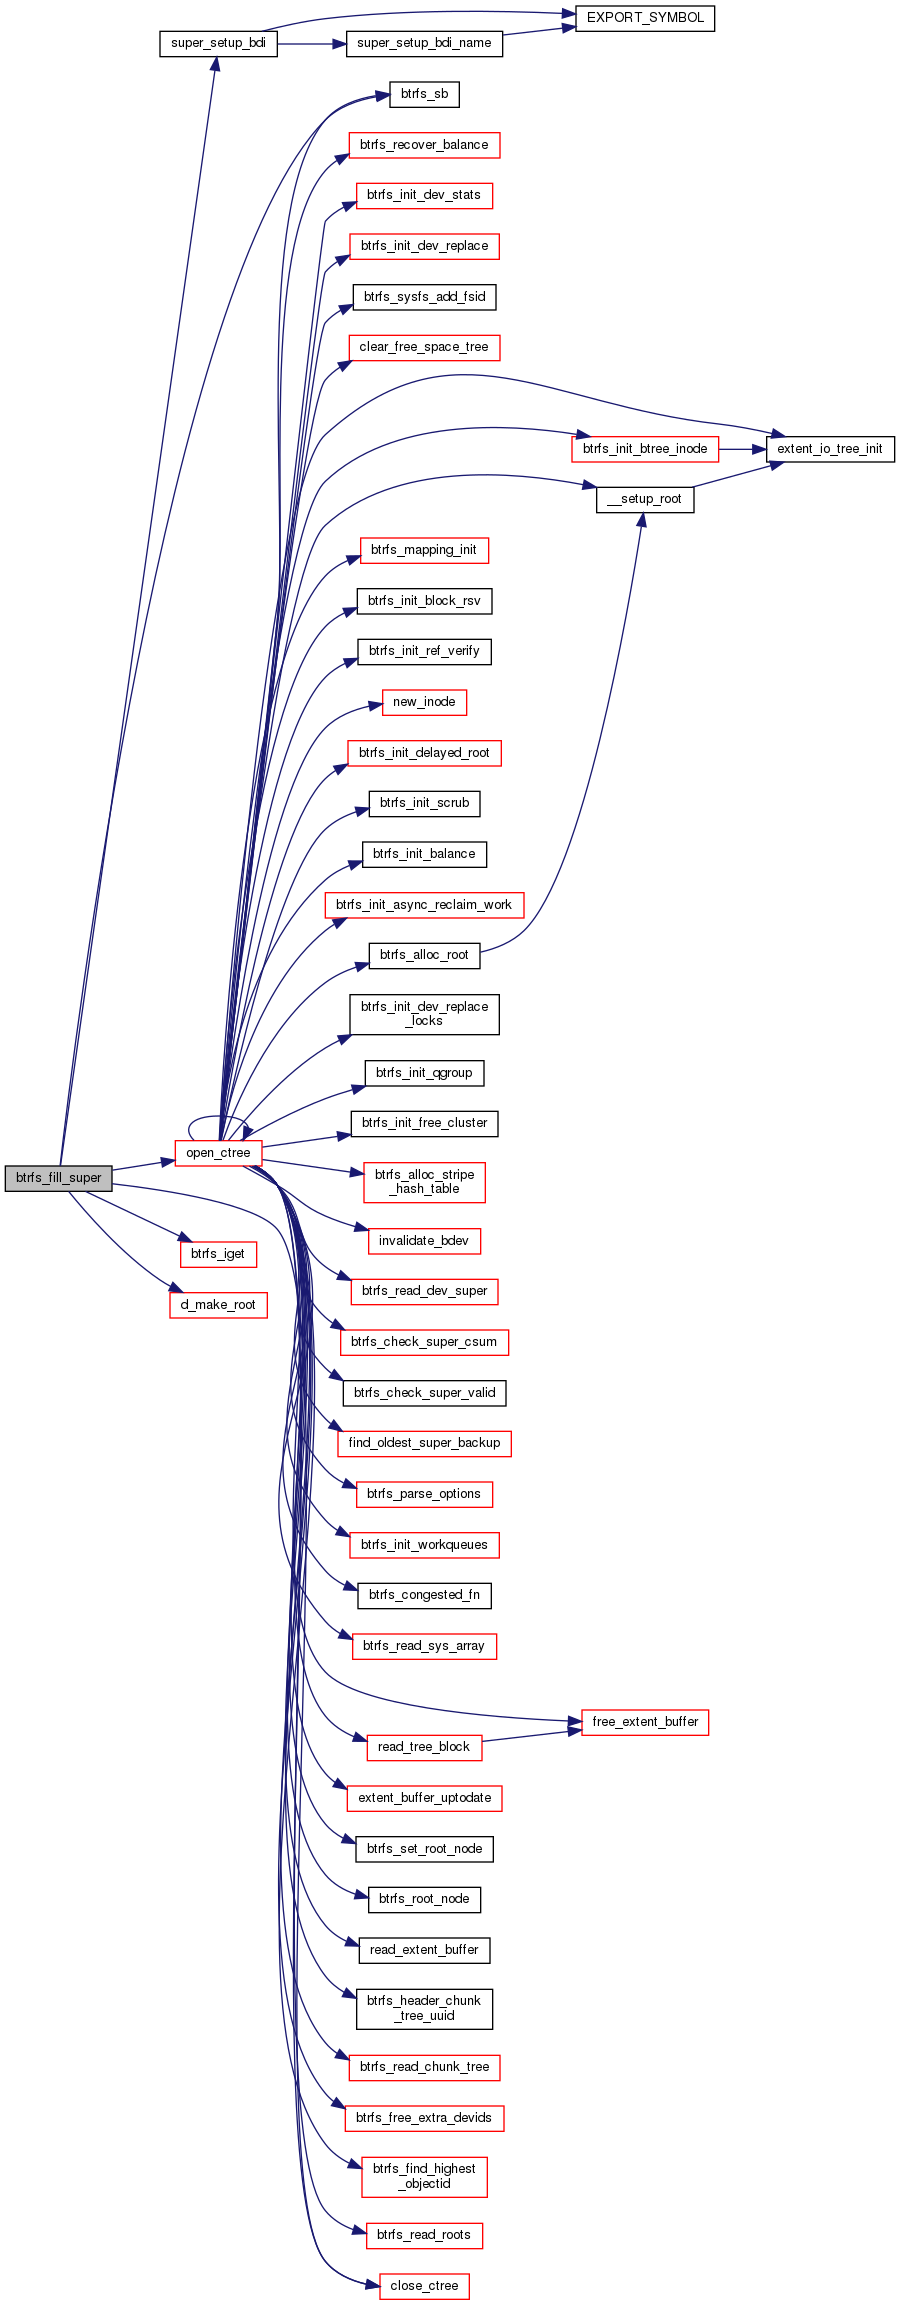 EXPORT_SYMBOL
super_setup_bdi
super_setup_bdi_name
btrfs_sb
btrfs_recover_balance
btrfs_init_dev_stats
btrfs_init_dev_replace
btrfs_sysfs_add_fsid
clear_free_space_tree
btrfs_init_btree_inode
extent_io_tree_init
__setup_root
btrfs_mapping_init
btrfs_init_block_rsv
btrfs_init_ref_verify
new_inode
btrfs_init_delayed_root
btrfs_init_scrub
btrfs_init_balance
btrfs_init_async_reclaim_work
btrfs_alloc_root
btrfs_init_dev_replace
_locks
btrfs_init_qgroup
btrfs_init_free_cluster
open_ctree
btrfs_fill_super
btrfs_alloc_stripe
_hash_table
invalidate_bdev
btrfs_iget
btrfs_read_dev_super
d_make_root
btrfs_check_super_csum
btrfs_check_super_valid
find_oldest_super_backup
btrfs_parse_options
btrfs_init_workqueues
btrfs_congested_fn
btrfs_read_sys_array
free_extent_buffer
read_tree_block
extent_buffer_uptodate
btrfs_set_root_node
btrfs_root_node
read_extent_buffer
btrfs_header_chunk
_tree_uuid
btrfs_read_chunk_tree
btrfs_free_extra_devids
btrfs_find_highest
_objectid
btrfs_read_roots
close_ctree